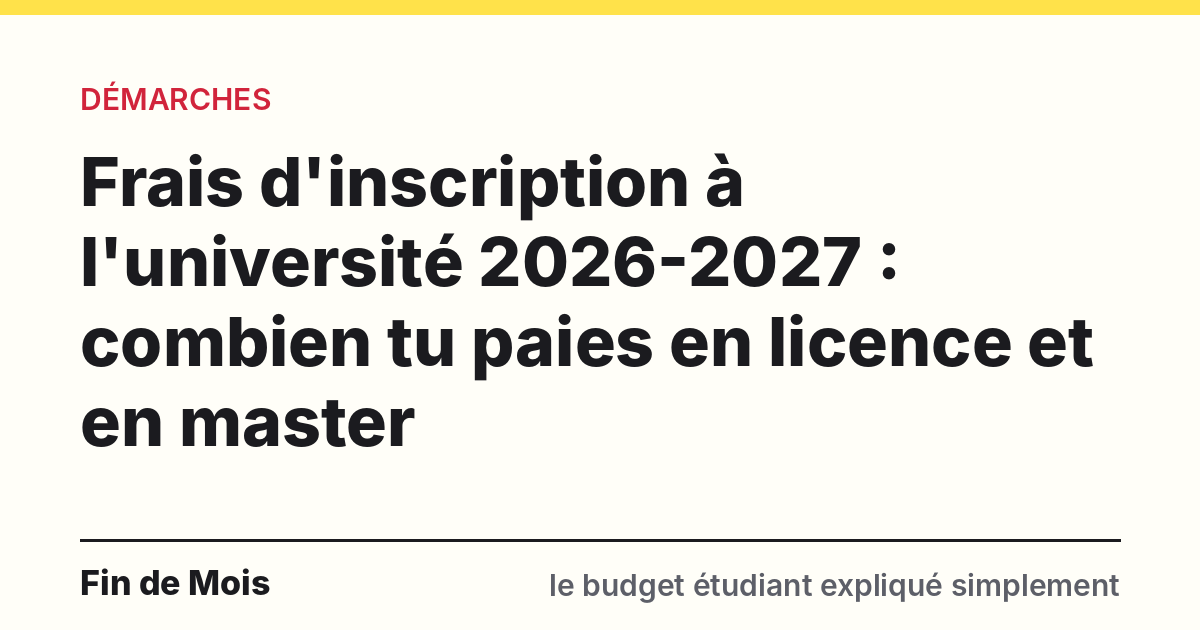 DÉMARCHES
Frais d'inscription à
l'université 2026-2027 :
combien tu paies en licence et
en master
Fin de Mois
le budget étudiant expliqué simplement